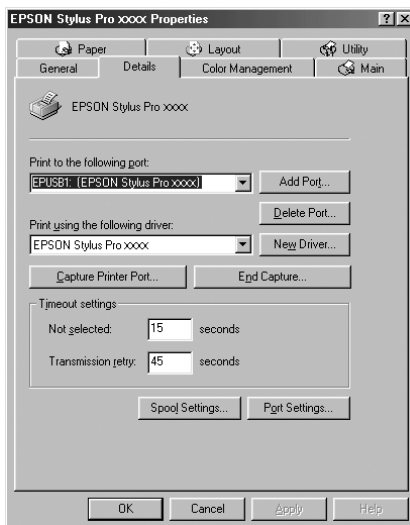 EPSON Stylus Pro xxxx Properties
Paper Layout Utility
General Details Color Management Main
EPSON Stylus Pro xxxx
Print to the following port:
EPUSB1: (EPSON Stylus Pro xxxx) Add Port...
Delete Port...
Print using the following driver:
EPSON Stylus Pro xxxx New Driver...
Capture Printer Port... End Capture...
Timeout settings
Not selected: 15 seconds
Transmission retry: 45 seconds
Spool Settings... Port Settings...
OK Cancel Apply Help